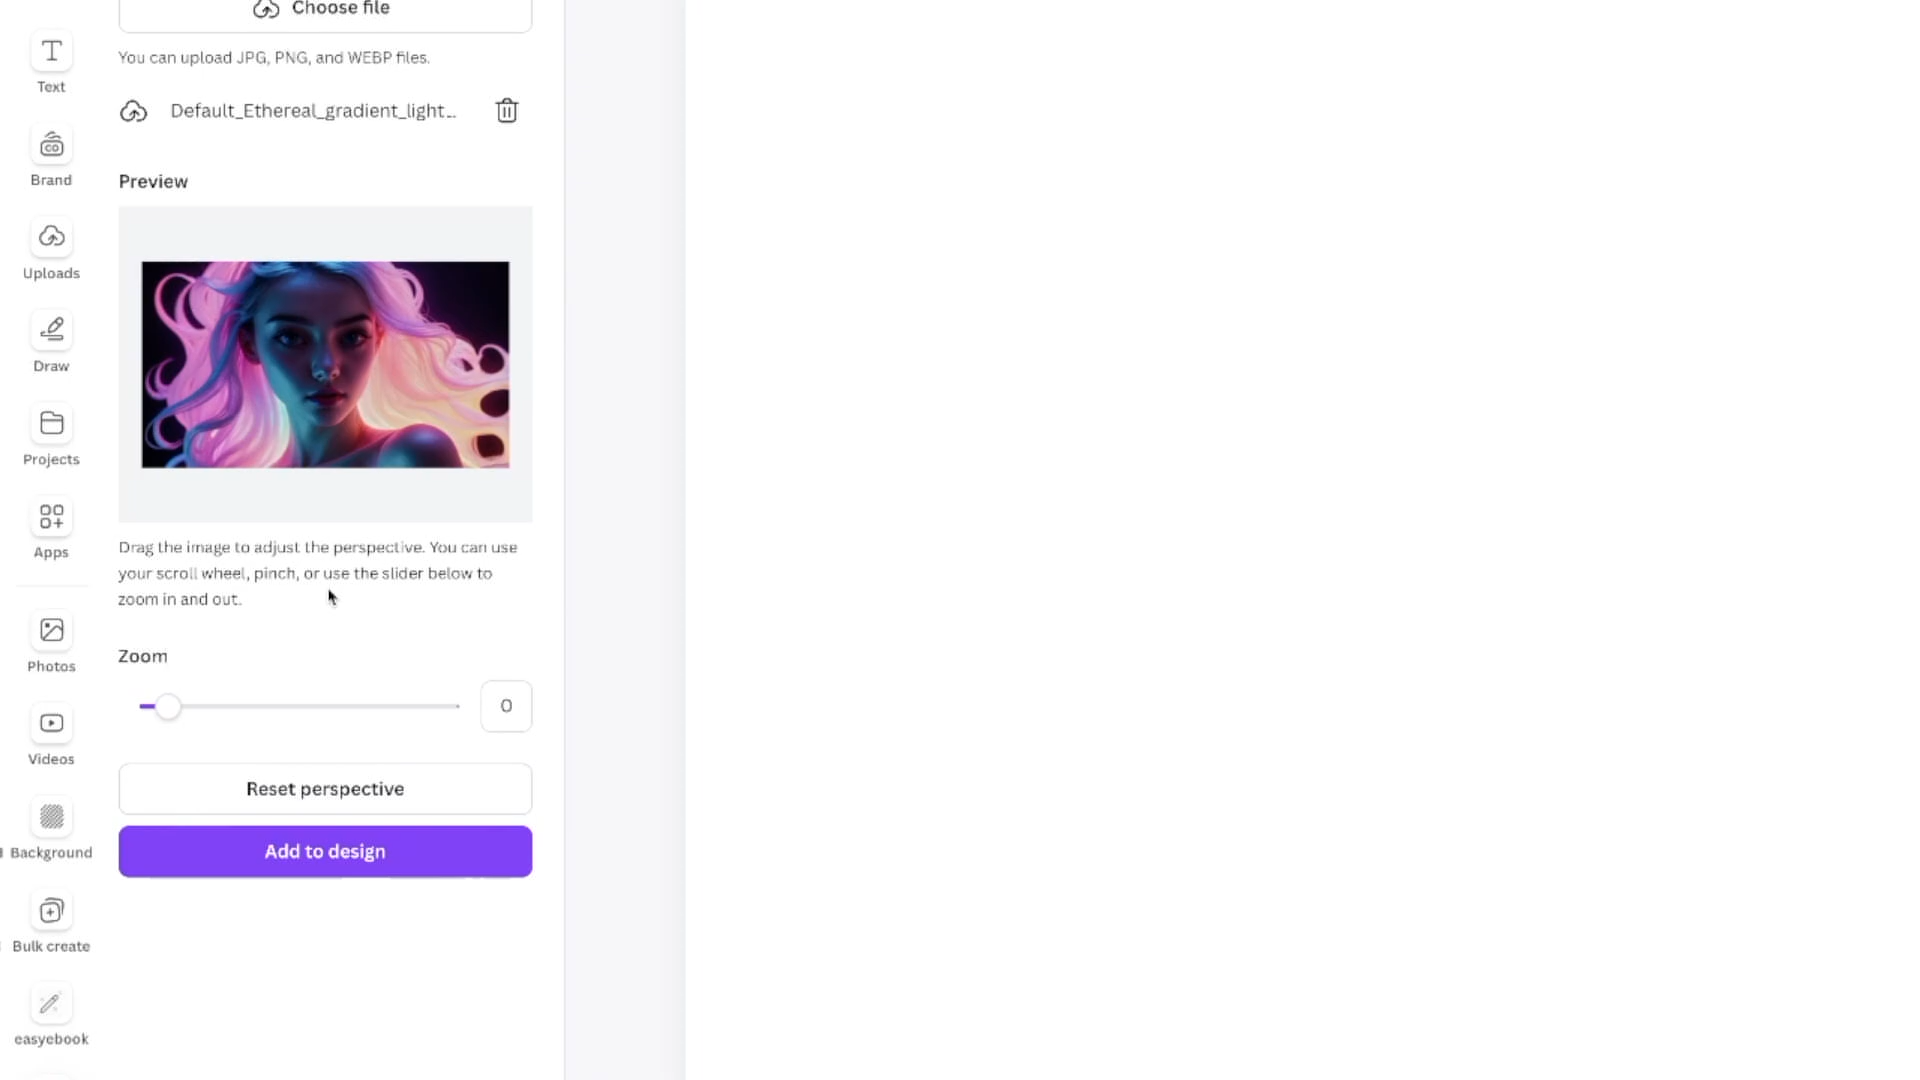 Choose file
You can upload JPG, PNG, and WEBP files.
Default_Ethereal_gradient_light...
Preview
Drag the image to adjust the perspective. You can use
your scroll wheel, pinch, or use the slider below to
zoom in and out.
Zoom
0
Reset perspective
Add to design
Text
Brand
CO
Uploads
Draw
Projects
Apps
Photos
Videos
Background
Bulk create
easyebook